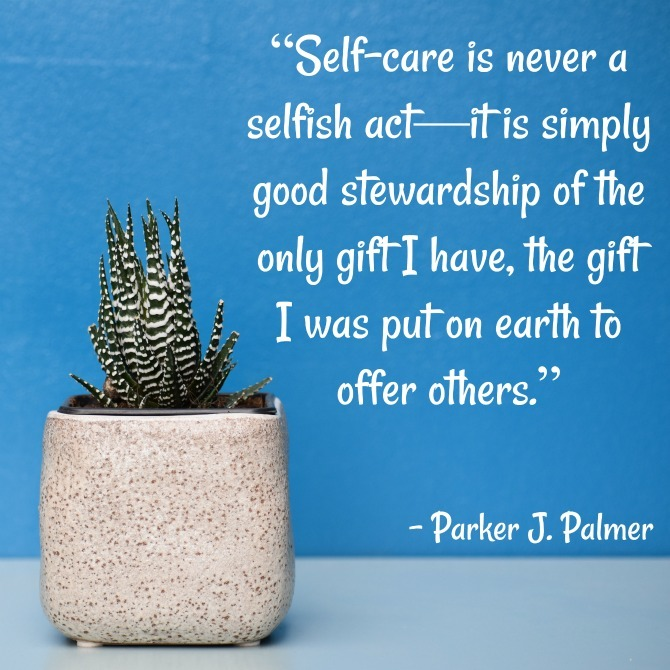 “Self-care is never a
selfish act—it is simply
good stewardship of the
only gift I have, the gift
I was put on earth to
offer others.”
- Parker J. Palmer